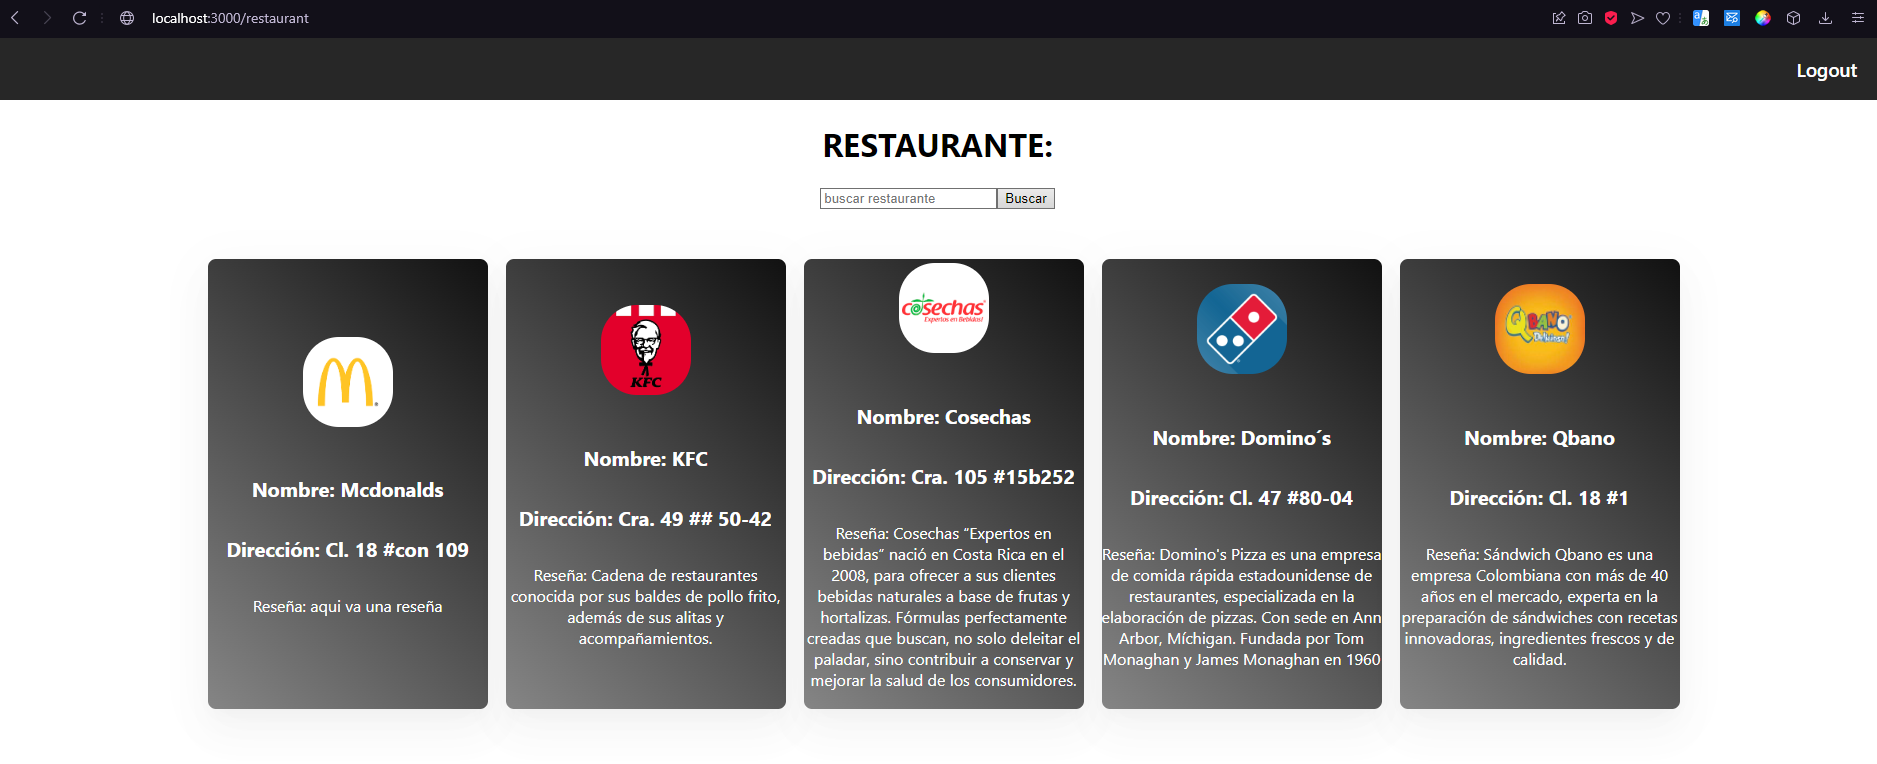 localhost:3000/restaurant
Logout
RESTAURANTE:
buscar restaurante Buscar
Nombre: Mcdonalds
Dirección: Cl. 18 #con 109
Reseña: aqui va una reseña
KFC
Nombre: KFC
Dirección: Cra. 49 ## 50-42
Reseña: Cadena de restaurantes
conocida por sus baldes de pollo frito,
además de sus alitas y
acompañamientos.
cosechas
Expertos en Bebidas!
Nombre: Cosechas
Dirección: Cra. 105 #15b252
Reseña: Cosechas “Expertos en
bebidas” nació en Costa Rica en el
2008, para ofrecer a sus clientes
bebidas naturales a base de frutas y
hortalizas. Fórmulas perfectamente
creadas que buscan, no solo deleitar el
paladar, sino contribuir a conservar y
mejorar la salud de los consumidores.
Nombre: Domino´s
Dirección: Cl. 47 #80-04
Reseña: Domino's Pizza es una empresa
de comida rápida estadounidense de
restaurantes, especializada en la
elaboración de pizzas. Con sede en Ann
Arbor, Míchigan. Fundada por Tom
Monaghan y James Monaghan en 1960
QBANO
Nombre: Qbano
Dirección: Cl. 18 #1
Reseña: Sándwich Qbano es una
empresa Colombiana con más de 40
años en el mercado, experta en la
preparación de sándwiches con recetas
innovadoras, ingredientes frescos y de
calidad.